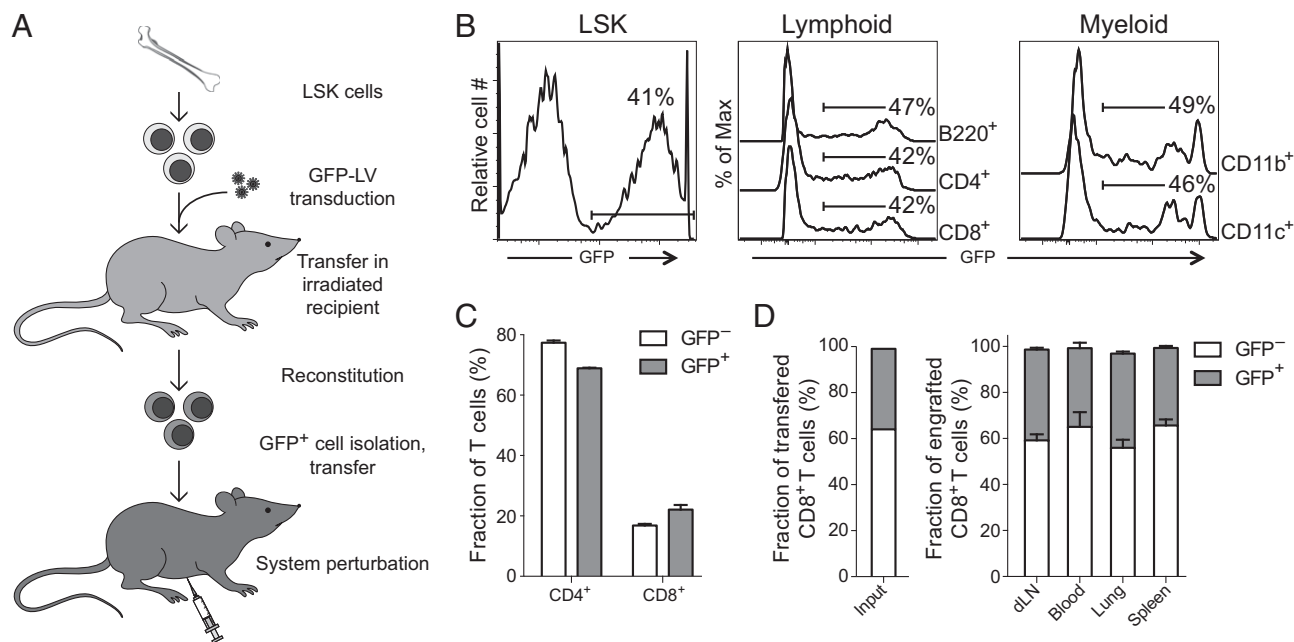 A
LSK cells
GFP-LV
transduction
Transfer in
irradiated
recipient
Reconstitution
GFP+ cell isolation,
transfer
System perturbation
B
LSK
Lymphoid
Myeloid
Relative cell #
41%
GFP
% of Max
47%
B220+
42%
CD4+
42%
CD8+
49%
CD11b+
46%
CD11c+
GFP
C
Fraction of T cells (%)
80
60
40
20
0
GFP−
GFP+
CD4+
CD8+
D
Fraction of transfered
CD8+ T cells (%)
100
80
60
40
20
0
Input
Fraction of engrafted
CD8+ T cells (%)
100
80
60
40
20
0
dLN
Blood
Lung
Spleen
GFP−
GFP+